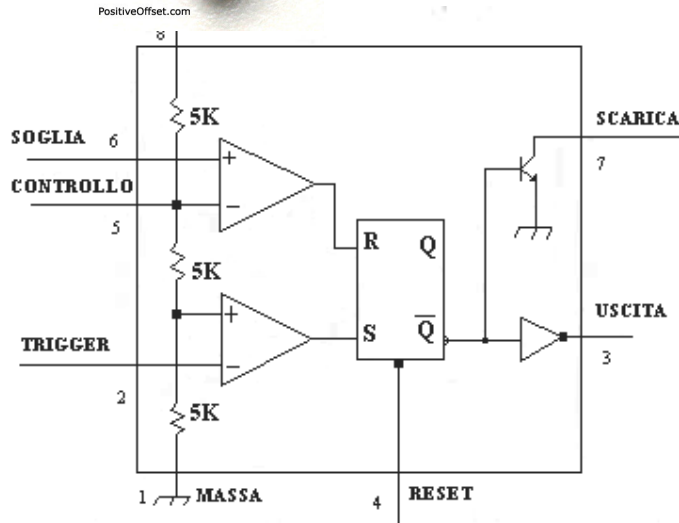 PositiveOffset.com
8
5K
SCARICA
SOGLIA 6
7
CONTROLLO
5
R Q
5K
USCITA
TRIGGER
S Q
3
2
5K
1 MASSA
4 RESET